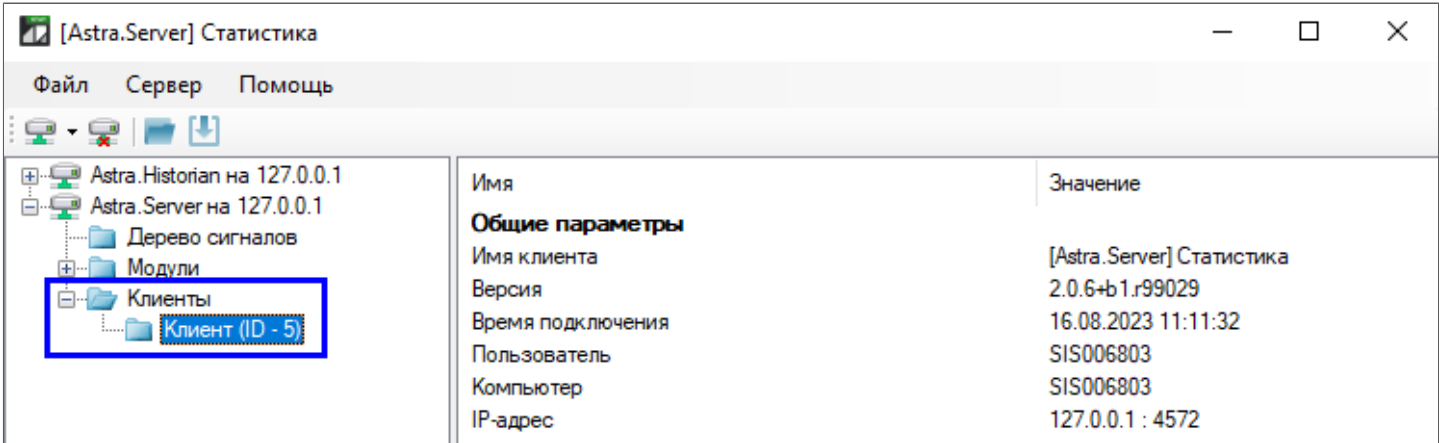 [Astra.Server] Статистика
Файл Сервер Помощь
Astra.Historian на 127.0.0.1
Astra.Server на 127.0.0.1
Дерево сигналов
Модули
Клиенты
Клиент (ID - 5)
Имя Значение
Общие параметры
Имя клиента [Astra.Server] Статистика
Версия 2.0.6+b1.r99029
Время подключения 16.08.2023 11:11:32
Пользователь SIS006803
Компьютер SIS006803
IP-адрес 127.0.0.1 : 4572